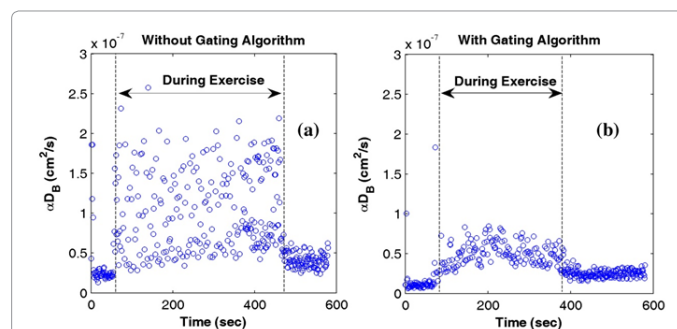 Without Gating Algorithm
x 10⁻⁷
3
2.5
2
1.5
1
0.5
0
αD_B (cm²/s)
During Exercise
(a)
0 200 400 600
Time (sec)
With Gating Algorithm
x 10⁻⁷
3
2.5
2
1.5
1
0.5
0
αD_B (cm²/s)
During Exercise
(b)
0 200 400 600
Time (sec)